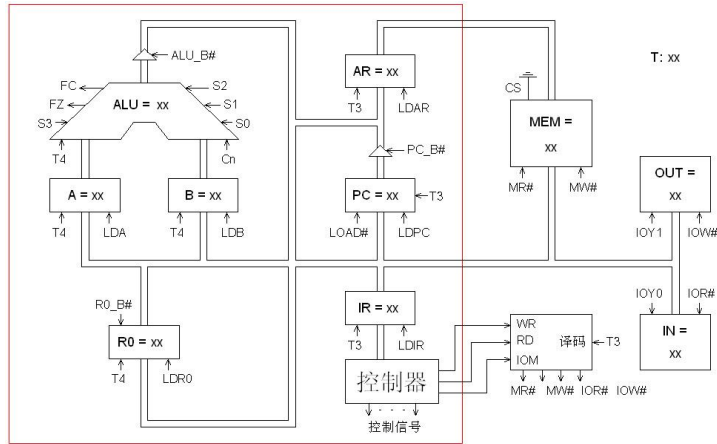 ALU_B#
FC
FZ
S3
S2
S1
S0
ALU = xx
T4
Cn
A = xx
T4
LDA
B = xx
T4
LDB
R0_B#
R0 = xx
T4
LDR0
AR = xx
T3
LDAR
PC_B#
PC = xx
T3
LOAD#
LDPC
IR = xx
T3
LDIR
控制器
控制信号
CS
MEM =
xx
MR#
MW#
T: xx
OUT =
xx
IOY1
IOW#
IOY0
IOR#
IN =
xx
WR
RD
IOM
译码
T3
MR# MW# IOR# IOW#